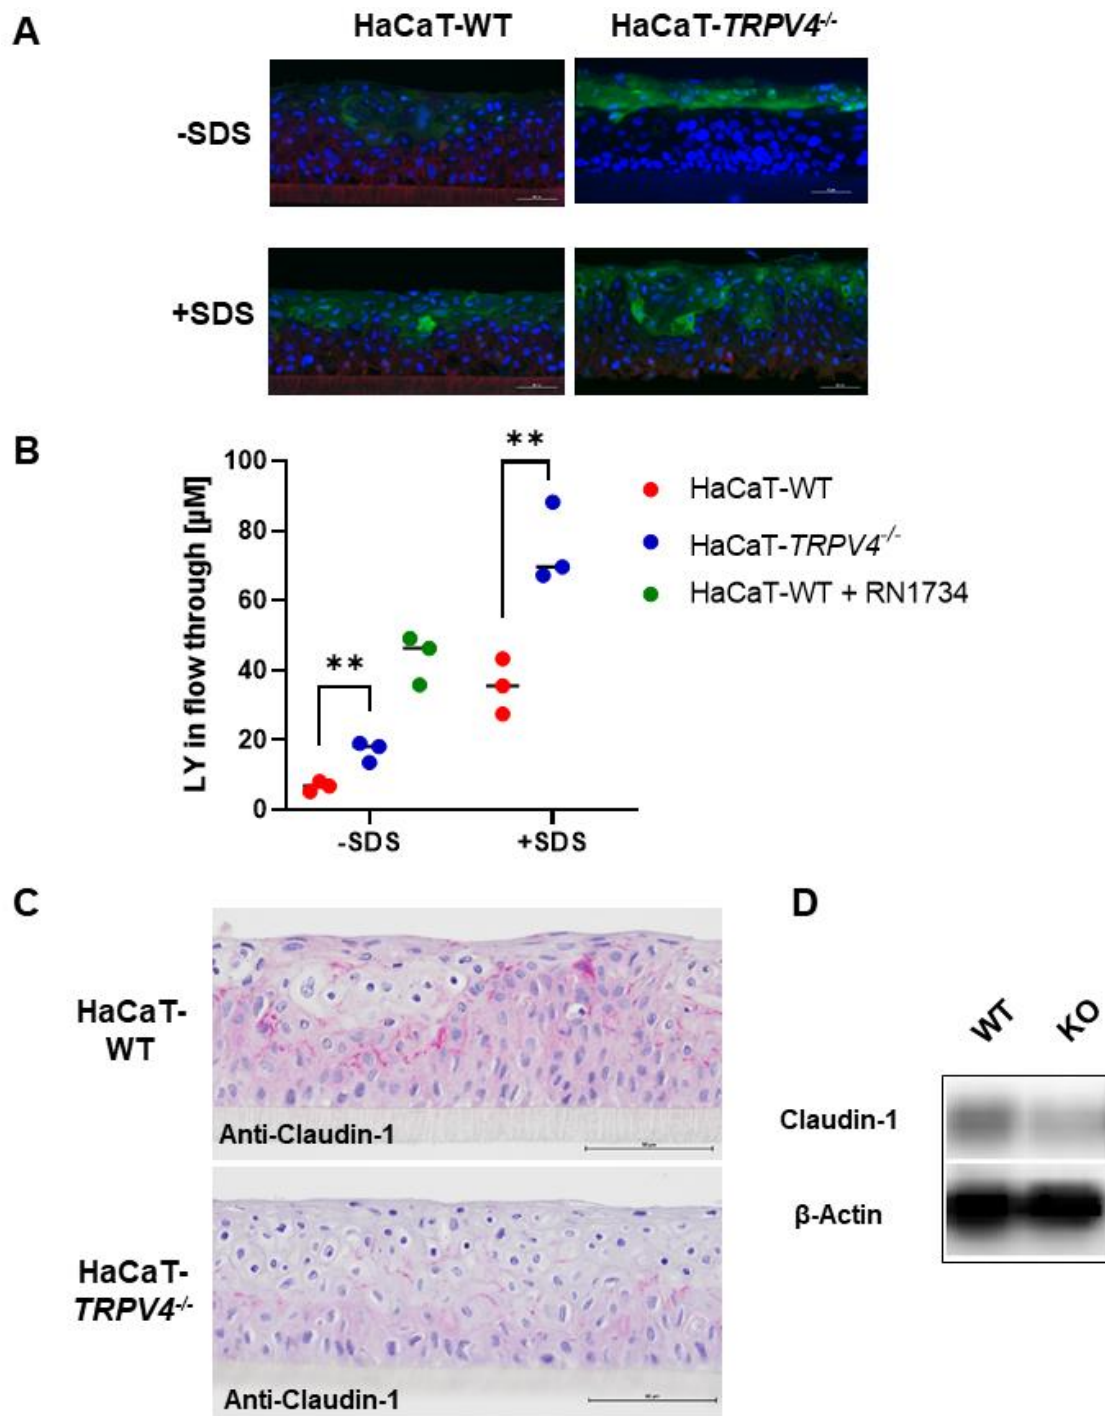 A
HaCaT-WT
HaCaT-TRPV4-/-
-SDS
+SDS
B
LY in flow through [µM]
100
80
60
40
20
0
**
**
-SDS
+SDS
HaCaT-WT
HaCaT-TRPV4-/-
HaCaT-WT + RN1734
C
HaCaT-
WT
Anti-Claudin-1
HaCaT-
TRPV4-/-
Anti-Claudin-1
D
WT
KO
Claudin-1
β-Actin